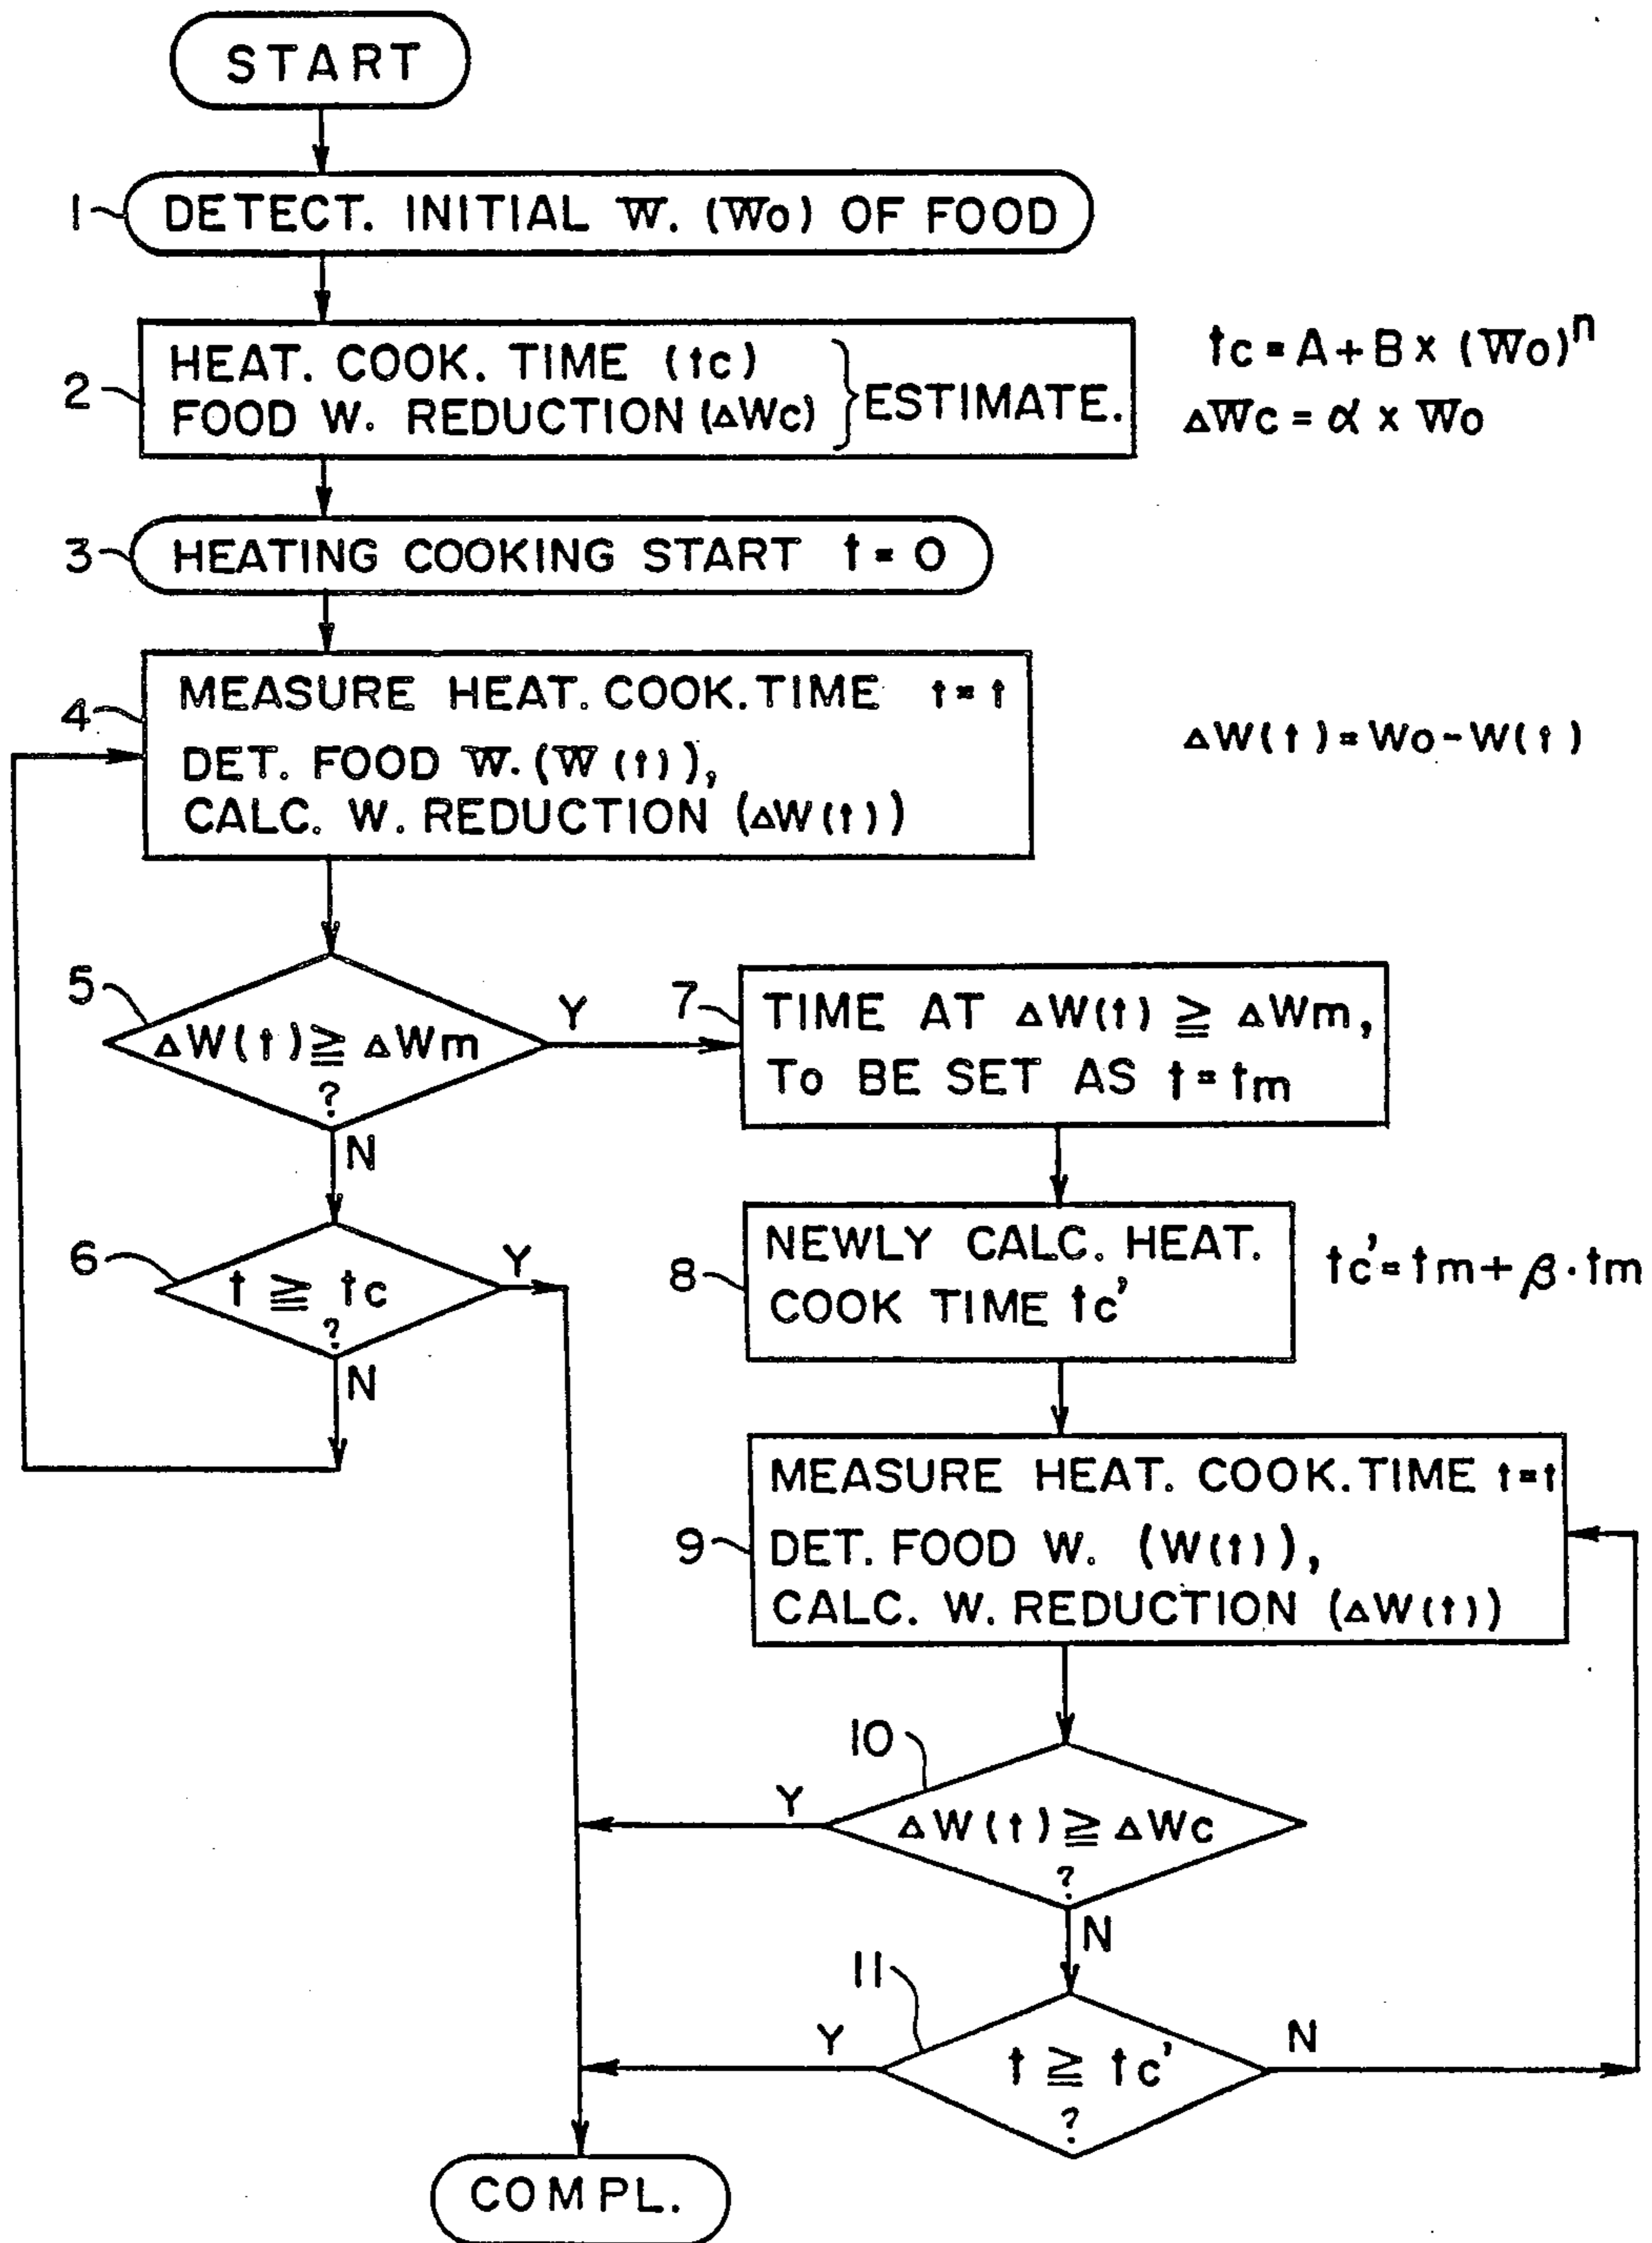 START
1 DETECT. INITIAL W. (Wo) OF FOOD
2
HEAT. COOK. TIME (tc)
FOOD W. REDUCTION (ΔWc)
} ESTIMATE.
tc = A + B x (Wo)ⁿ
ΔWc = α x Wo
3 HEATING COOKING START t = 0
4
MEASURE HEAT. COOK. TIME t = t
DET. FOOD W. (W(t)),
CALC. W. REDUCTION (ΔW(t))
ΔW(t) = Wo - W(t)
5
ΔW(t) ≧ ΔWm
?
Y
N
6
t ≧ tc
?
Y
N
7
TIME AT ΔW(t) ≧ ΔWm,
To BE SET AS t = tm
8
NEWLY CALC. HEAT.
COOK TIME tc'
tc' = tm + β · tm
9
MEASURE HEAT. COOK. TIME t = t
DET. FOOD W. (W(t)),
CALC. W. REDUCTION (ΔW(t))
10
Y
ΔW(t) ≧ ΔWc
?
N
11
Y
t ≧ tc'
?
N
COMPL.